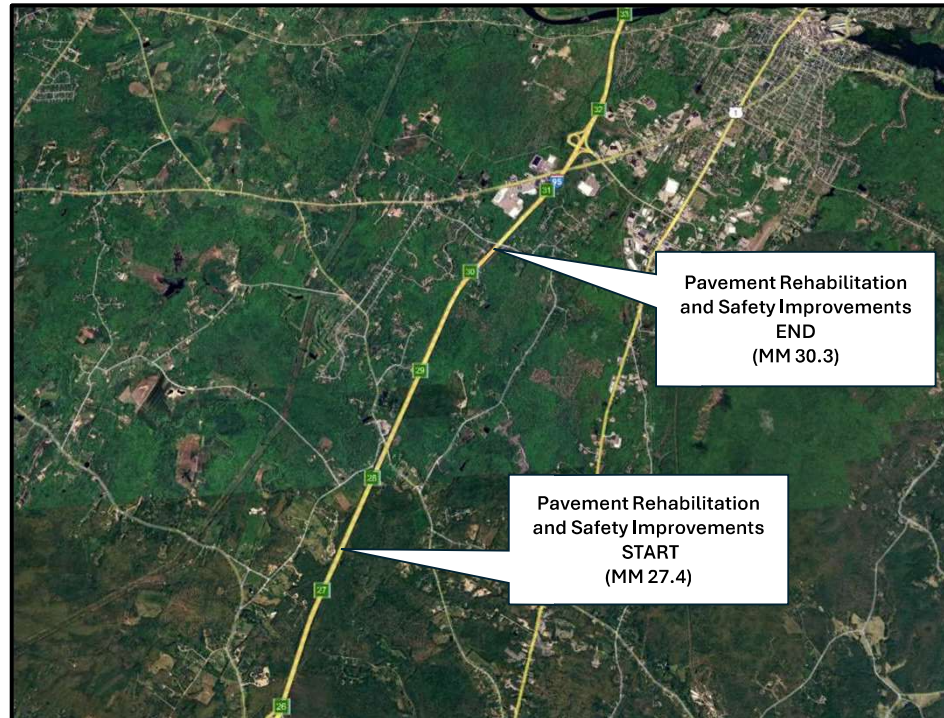 33
32
1
95
31
30
Pavement Rehabilitation
and Safety Improvements
END
(MM 30.3)
29
28
Pavement Rehabilitation
and Safety Improvements
START
(MM 27.4)
27
26